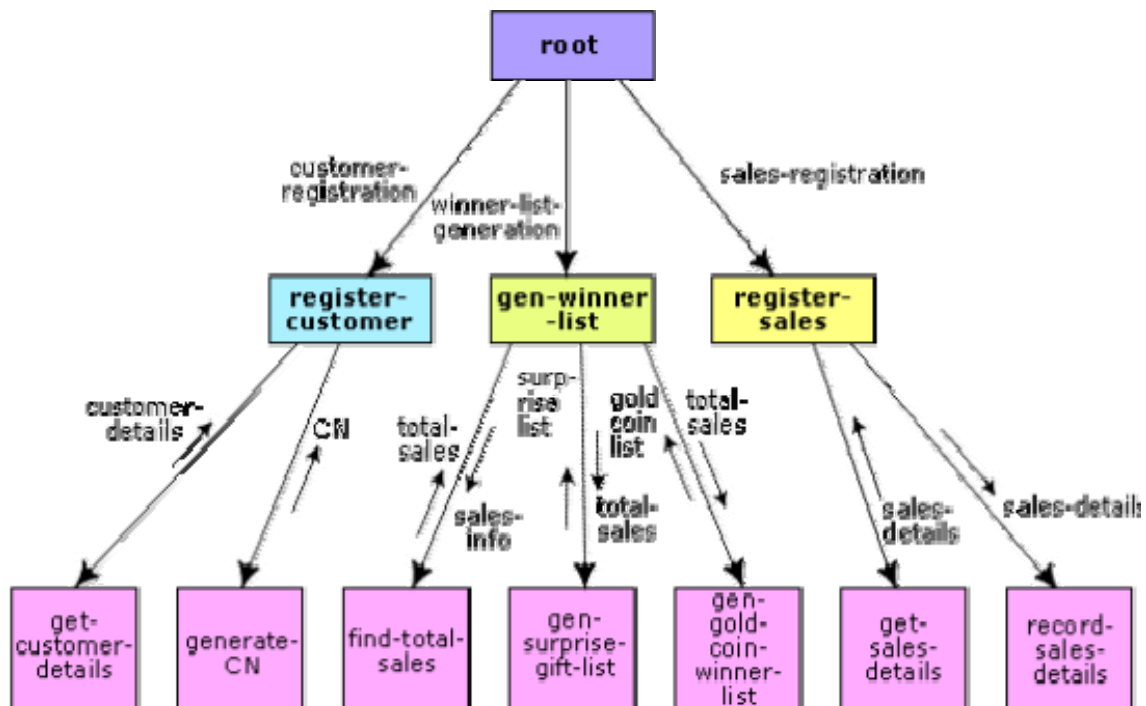 root
customer-
registration
winner-list-
generation
sales-registration
register-
customer
gen-winner
-list
register-
sales
customer-
details
CN
total-
sales
sales-
info
surp-
rise
list
total-
sales
gold
coin
list
total-
sales
sales-
details
sales-details
get-
customer-
details
generate-
CN
find-total-
sales
gen-
surprise-
gift-list
gen-
gold-
coin-
winner-
list
get-
sales-
details
record-
sales-
details